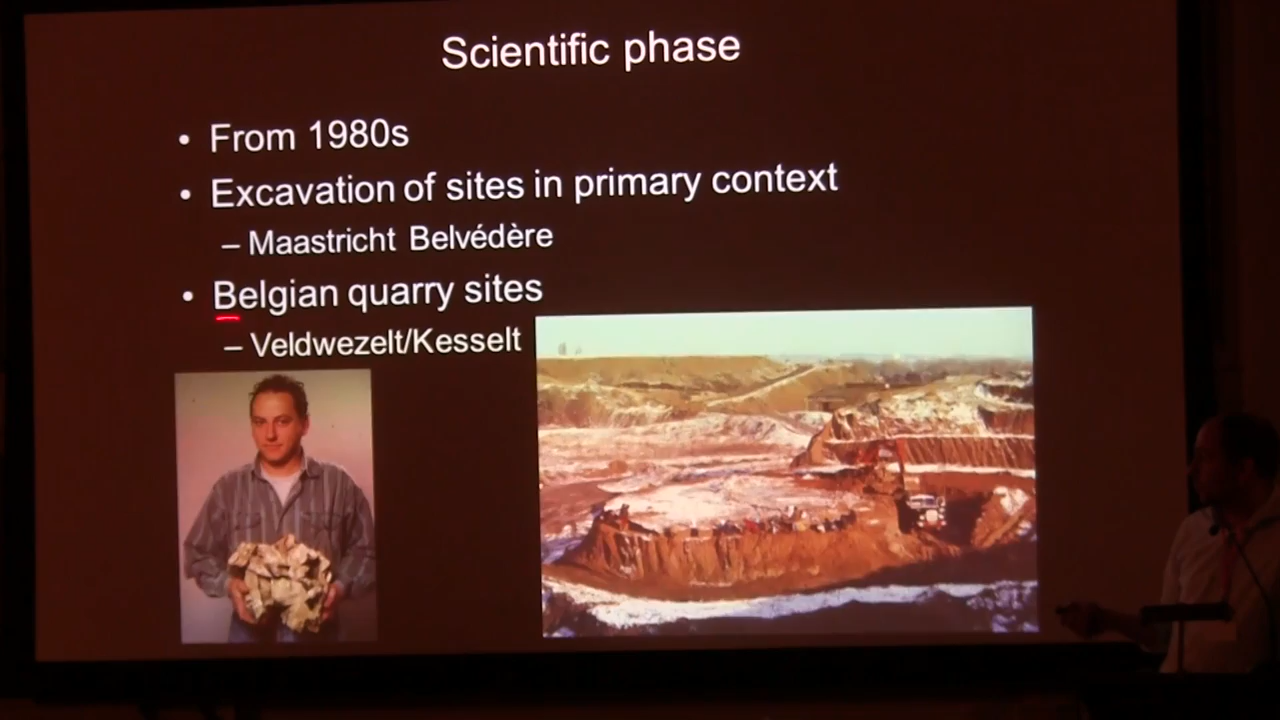 Scientific phase
• From 1980s
• Excavation of sites in primary context
– Maastricht Belvédère
• Belgian quarry sites
– Veldwezelt/Kesselt